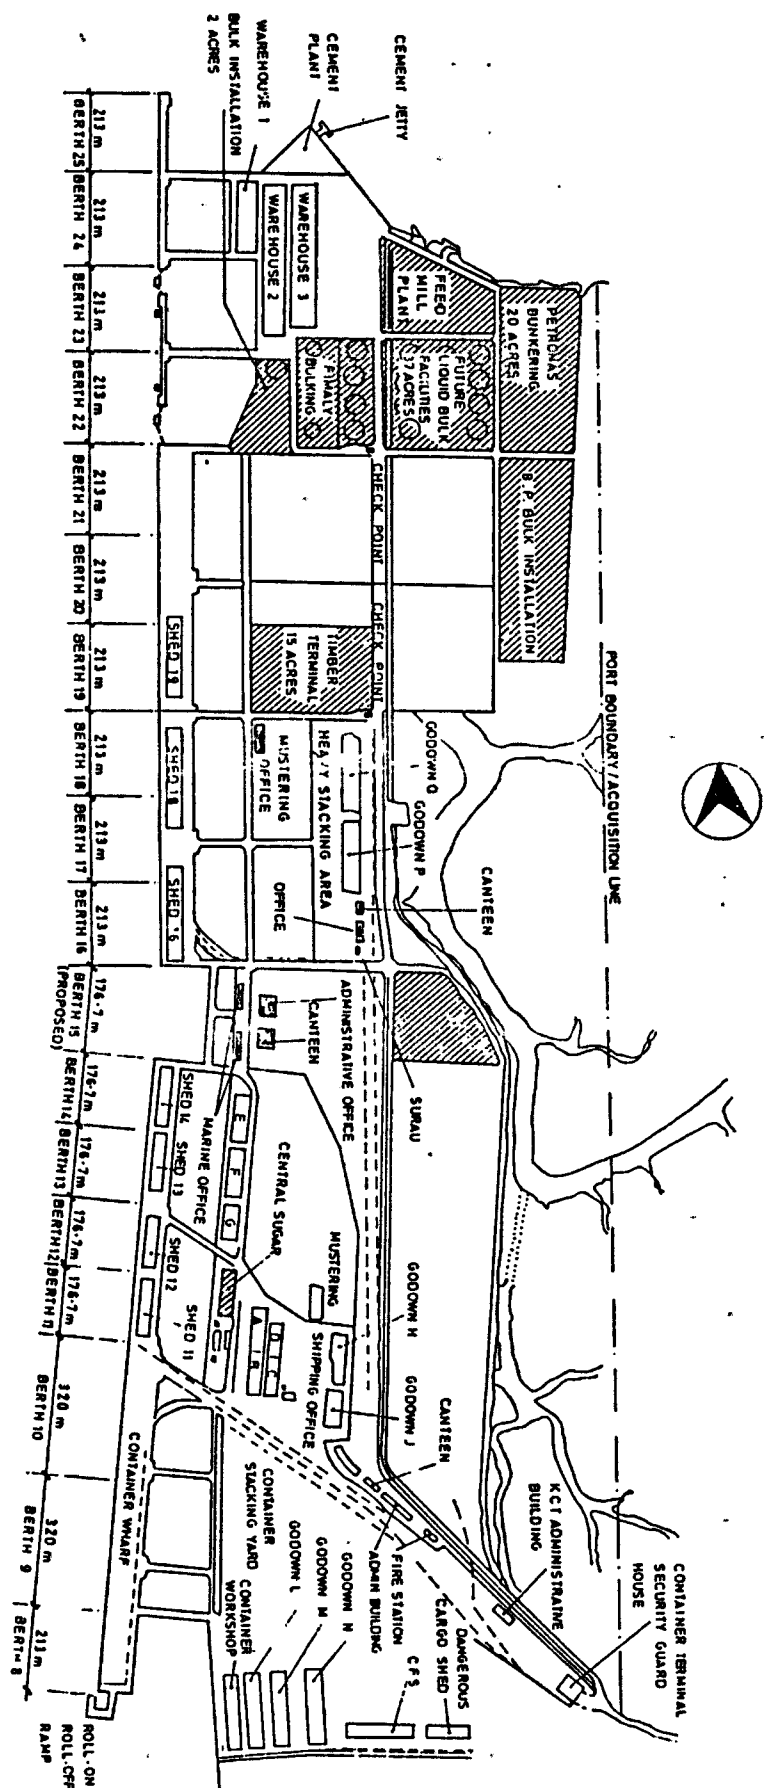 CEMENT JETTY
CEMENT
PLANT
WAREHOUSE 1
BULK INSTALLATION
2 ACRES
WAREHOUSE 3
WAREHOUSE 2
FEED
MILL
PLANT
PETRONAS
BUNKERING
20 ACRES
FUTURE
LIQUID BULK
FACILITIES
17 ACRES
FIMALY
BULKING
B.P. BULK INSTALLATION
CHECK POINT
CHECK POINT
TIMBER
TERMINAL
15 ACRES
PORT BOUNDARY/ACQUISITION LINE
SHED 19
SHED 18
SHED 16
MUSTERING
OFFICE
HEAVY STACKING AREA
GODOWN Q
GODOWN P
CANTEEN
OFFICE
SURAU
ADMINISTRATIVE OFFICE
CANTEEN
MARINE OFFICE
E
F
G
CENTRAL SUGAR
MUSTERING
SHED 14
SHED 13
SHED 12
SHED 11
D
C
A
B
GODOWN H
SHIPPING OFFICE
GODOWN J
CANTEEN
ADMIN BUILDING
FIRE STATION
KCT ADMINISTRATIVE
BUILDING
CONTAINER TERMINAL
SECURITY GUARD
HOUSE
DANGEROUS
CARGO SHED
CFS
GODOWN N
GODOWN M
GODOWN L
CONTAINER
WORKSHOP
CONTAINER
STACKING YARD
CONTAINER WHARF
ROLL-ON
ROLL-OFF
RAMP
213 m
BERTH 25
213 m
BERTH 24
213 m
BERTH 23
213 m
BERTH 22
213 m
BERTH 21
213 m
BERTH 20
213 m
BERTH 19
213 m
BERTH 18
213 m
BERTH 17
213 m
BERTH 16
176·7 m
BERTH 15
(PROPOSED)
176·7m
BERTH 14
176·7m
BERTH 13
176·7m
BERTH 12
176·7m
BERTH 11
320 m
BERTH 10
320 m
BERTH 9
213 m
BERTH 8